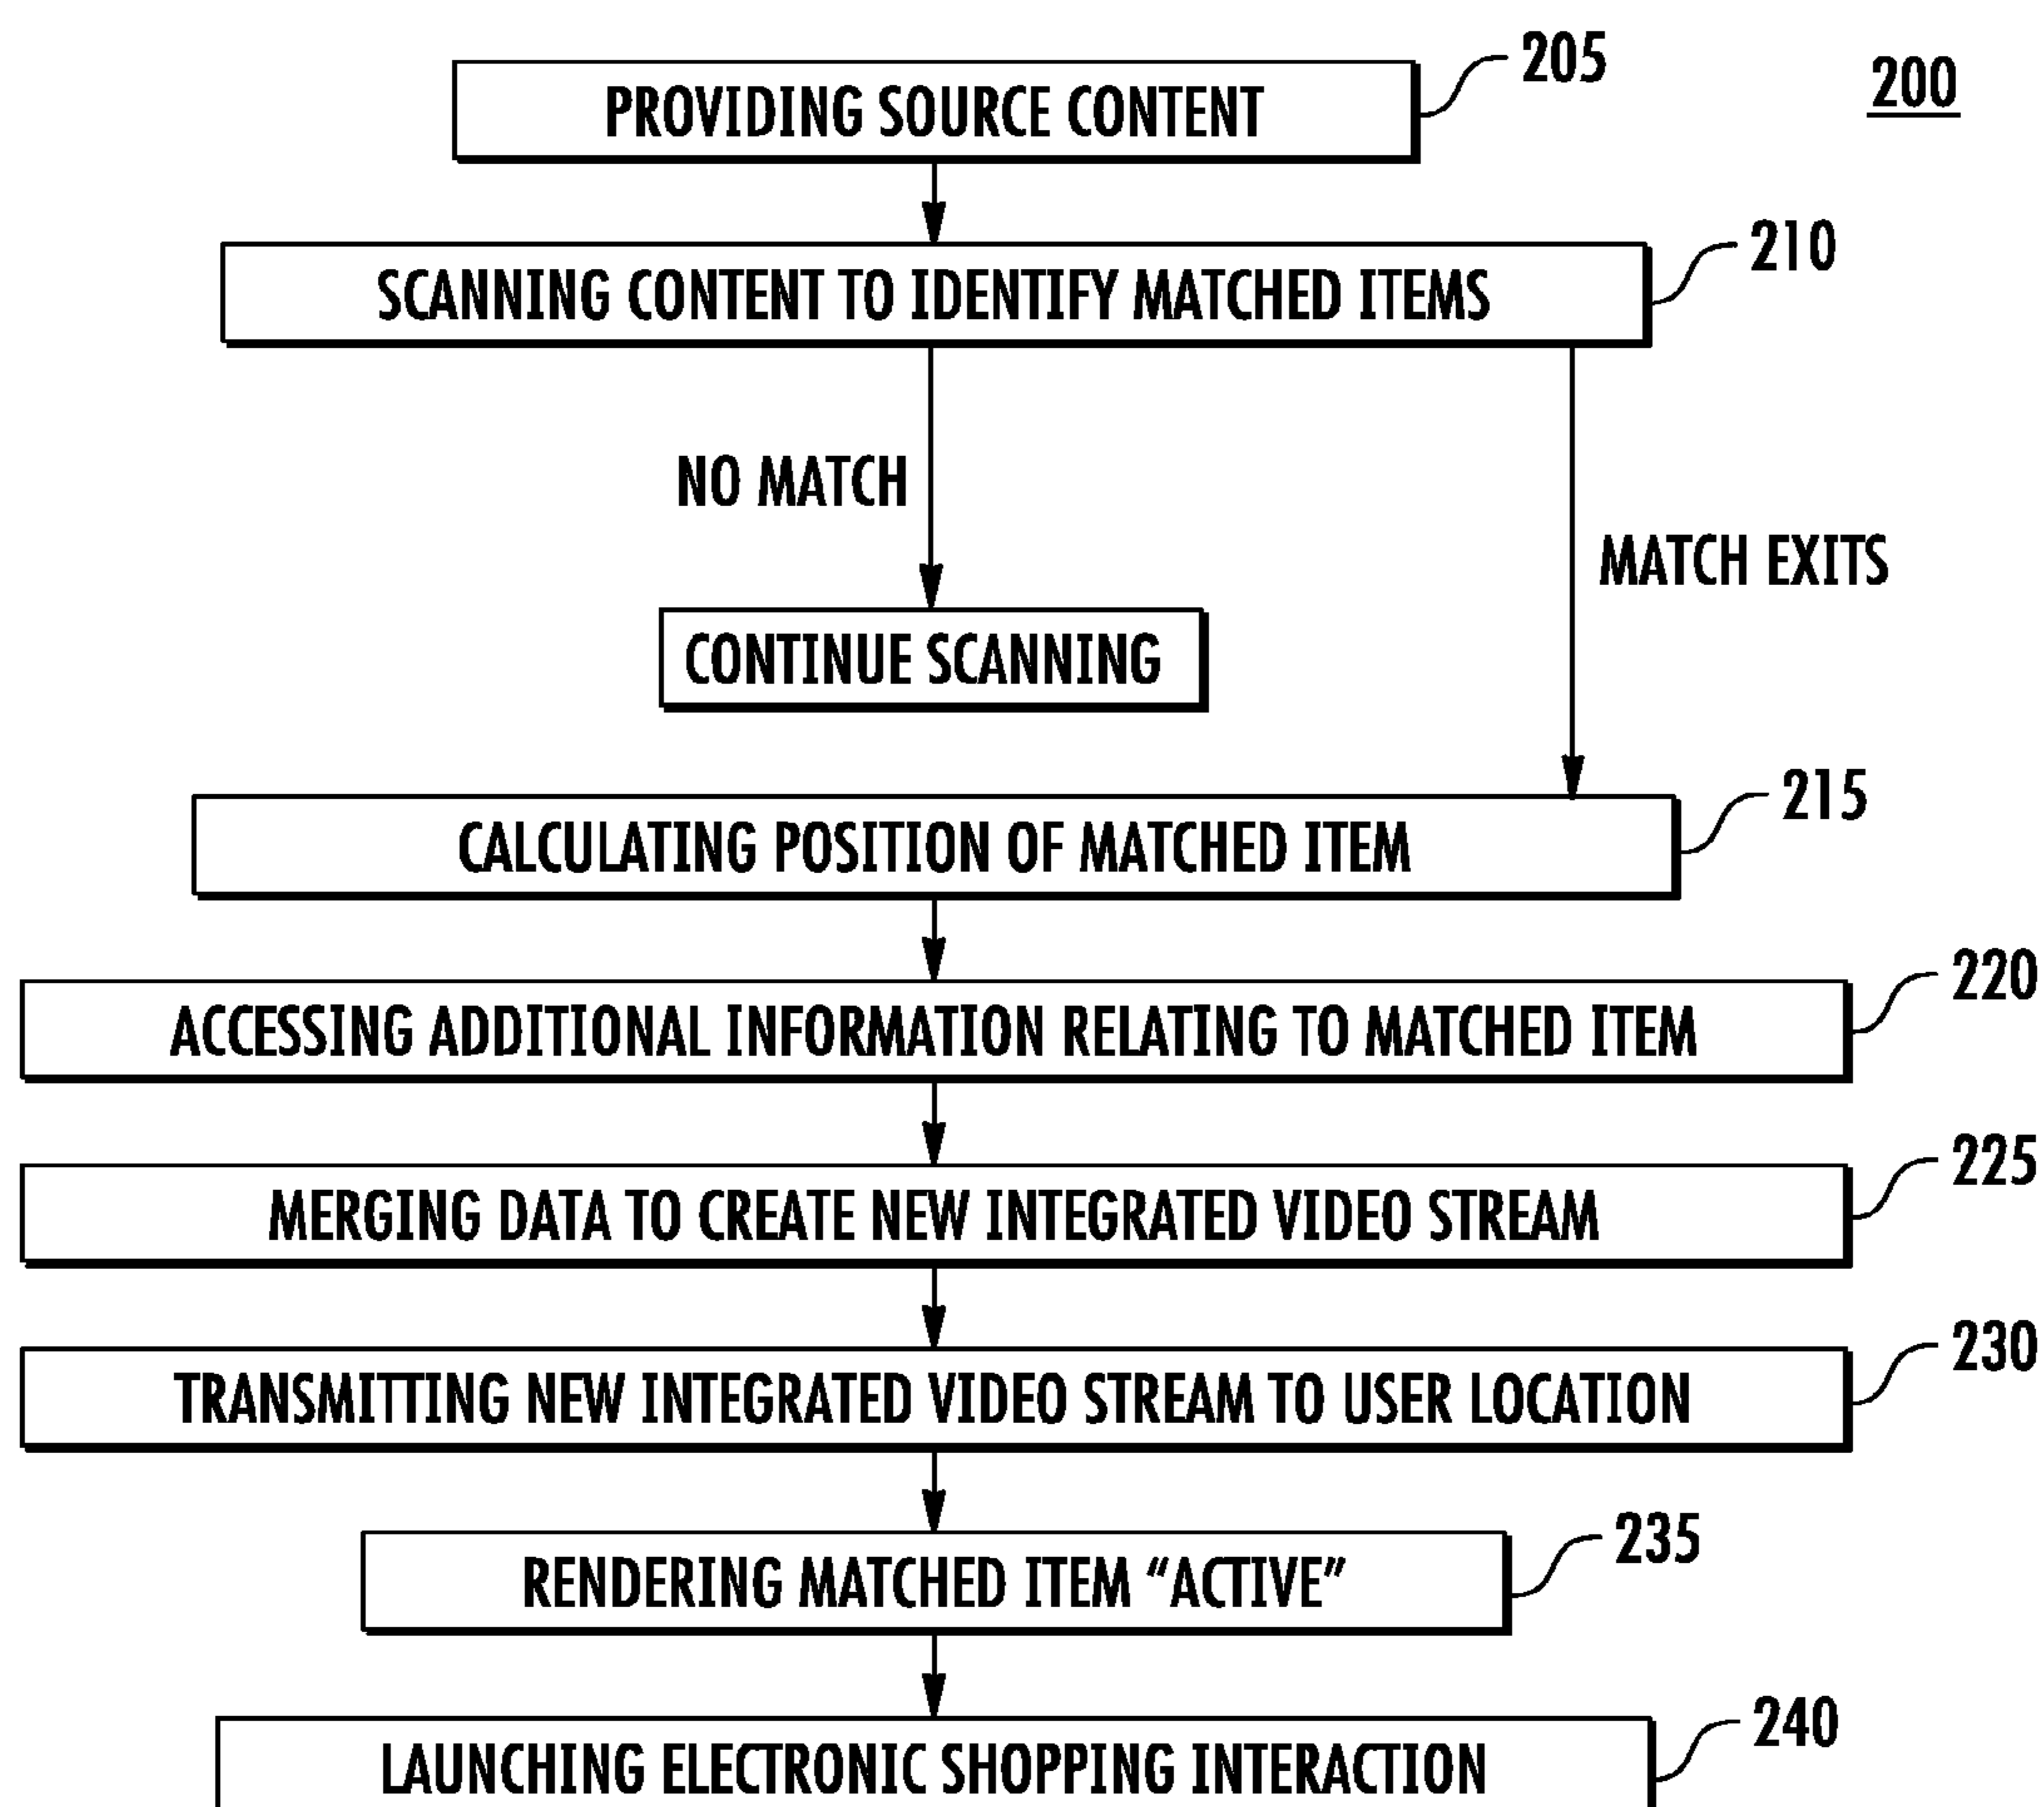 205
200
PROVIDING SOURCE CONTENT
210
SCANNING CONTENT TO IDENTIFY MATCHED ITEMS
NO MATCH
MATCH EXITS
CONTINUE SCANNING
215
CALCULATING POSITION OF MATCHED ITEM
220
ACCESSING ADDITIONAL INFORMATION RELATING TO MATCHED ITEM
225
MERGING DATA TO CREATE NEW INTEGRATED VIDEO STREAM
230
TRANSMITTING NEW INTEGRATED VIDEO STREAM TO USER LOCATION
235
RENDERING MATCHED ITEM “ACTIVE”
240
LAUNCHING ELECTRONIC SHOPPING INTERACTION